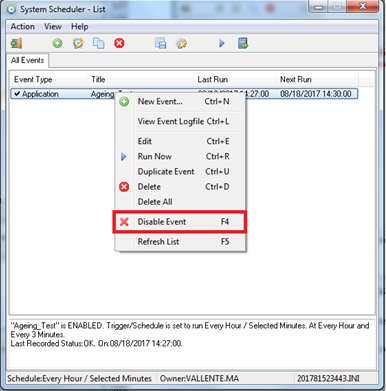 System Scheduler - List
Action View Help
All Events
Event Type Title Last Run Next Run
Application Ageing_Test 08/18/2017 14:27:00 08/18/2017 14:30:00
New Event... Ctrl+N
View Event Logfile Ctrl+L
Edit Ctrl+E
Run Now Ctrl+R
Duplicate Event Ctrl+U
Delete Ctrl+D
Delete All
Disable Event F4
Refresh List F5
"Ageing_Test" is ENABLED. Trigger/Schedule is set to run Every Hour / Selected Minutes. At Every Hour and
Every 3 Minutes.
Last Recorded Status:OK. On:08/18/2017 14:27:00.
Schedule:Every Hour / Selected Minutes Owner:VALLENTE.MA 201781523443.INI